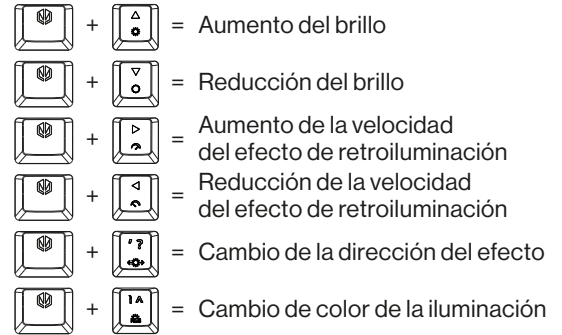 + = Aumento del brillo
+ = Reducción del brillo
+ = Aumento de la velocidad
del efecto de retroiluminación
+ = Reducción de la velocidad
del efecto de retroiluminación
+ ' ? = Cambio de la dirección del efecto
+ 1 ^ = Cambio de color de la iluminación